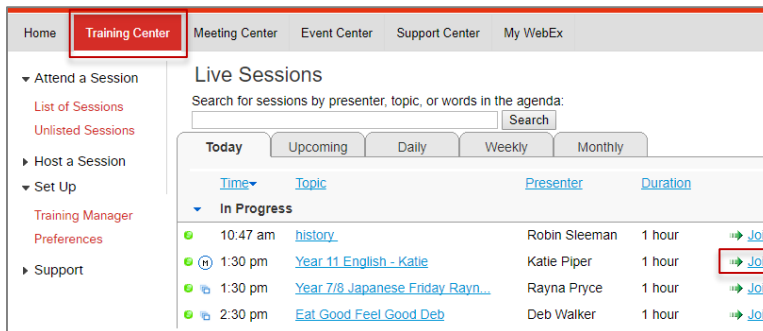 Home Training Center Meeting Center Event Center Support Center My WebEx
Attend a Session
List of Sessions
Unlisted Sessions
Host a Session
Set Up
Training Manager
Preferences
Support
Live Sessions
Search for sessions by presenter, topic, or words in the agenda:
Search
Today Upcoming Daily Weekly Monthly
Time Topic Presenter Duration
In Progress
10:47 am history Robin Sleeman 1 hour
H 1:30 pm Year 11 English - Katie Katie Piper 1 hour
1:30 pm Year 7/8 Japanese Friday Rayn... Rayna Pryce 1 hour
2:30 pm Eat Good Feel Good Deb Deb Walker 1 hour